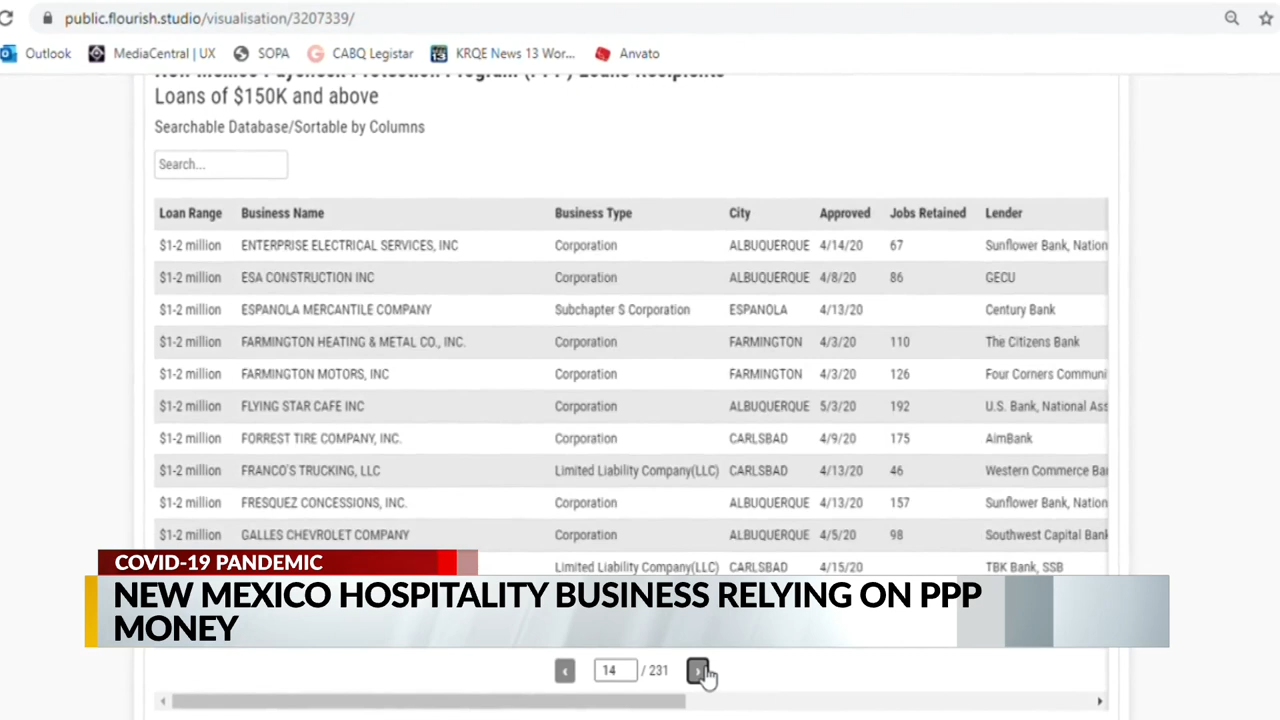 public.flourish.studio/visualisation/3207339/
Outlook MediaCentral | UX SOPA CABQ Legistar KRQE News 13 Wor... Anvato
New Mexico Paycheck Protection Program (PPP) Loans Recipients
Loans of $150K and above
Searchable Database/Sortable by Columns
Search...
Loan Range Business Name Business Type City Approved Jobs Retained Lender
$1-2 million ENTERPRISE ELECTRICAL SERVICES, INC Corporation ALBUQUERQUE 4/14/20 67 Sunflower Bank, Nation
$1-2 million ESA CONSTRUCTION INC Corporation ALBUQUERQUE 4/8/20 86 GECU
$1-2 million ESPANOLA MERCANTILE COMPANY Subchapter S Corporation ESPANOLA 4/13/20 Century Bank
$1-2 million FARMINGTON HEATING & METAL CO., INC. Corporation FARMINGTON 4/3/20 110 The Citizens Bank
$1-2 million FARMINGTON MOTORS, INC Corporation FARMINGTON 4/3/20 126 Four Corners Communi
$1-2 million FLYING STAR CAFE INC Corporation ALBUQUERQUE 5/3/20 192 U.S. Bank, National Ass
$1-2 million FORREST TIRE COMPANY, INC. Corporation CARLSBAD 4/9/20 175 AimBank
$1-2 million FRANCO'S TRUCKING, LLC Limited Liability Company(LLC) CARLSBAD 4/13/20 46 Western Commerce Ba
$1-2 million FRESQUEZ CONCESSIONS, INC. Corporation ALBUQUERQUE 4/13/20 157 Sunflower Bank, Nation
$1-2 million GALLES CHEVROLET COMPANY Corporation ALBUQUERQUE 4/5/20 98 Southwest Capital Bank
Limited Liability Company(LLC) CARLSBAD 4/15/20 TBK Bank, SSB
COVID-19 PANDEMIC
NEW MEXICO HOSPITALITY BUSINESS RELYING ON PPP
MONEY
14 / 231